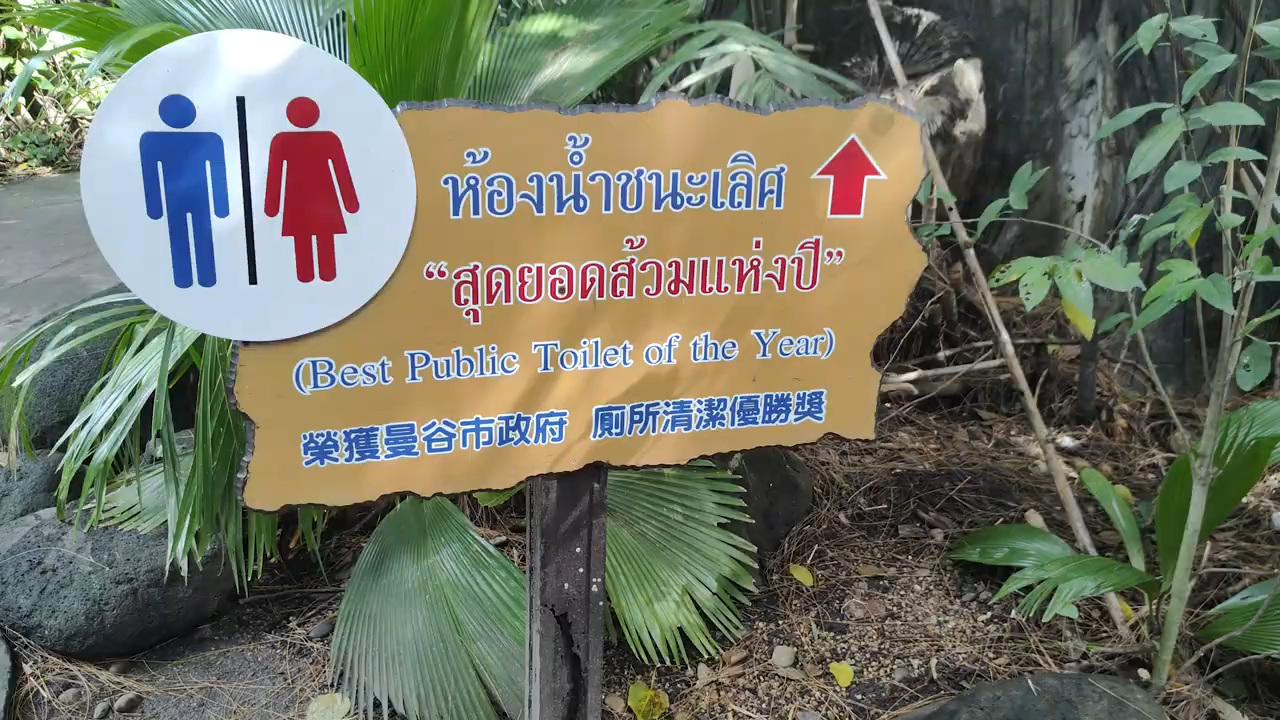 ห้องน้ำชนะเลิศ
“สุดยอดส้วมแห่งปี”
(Best Public Toilet of the Year)
榮獲曼谷市政府 厠所清潔優勝獎